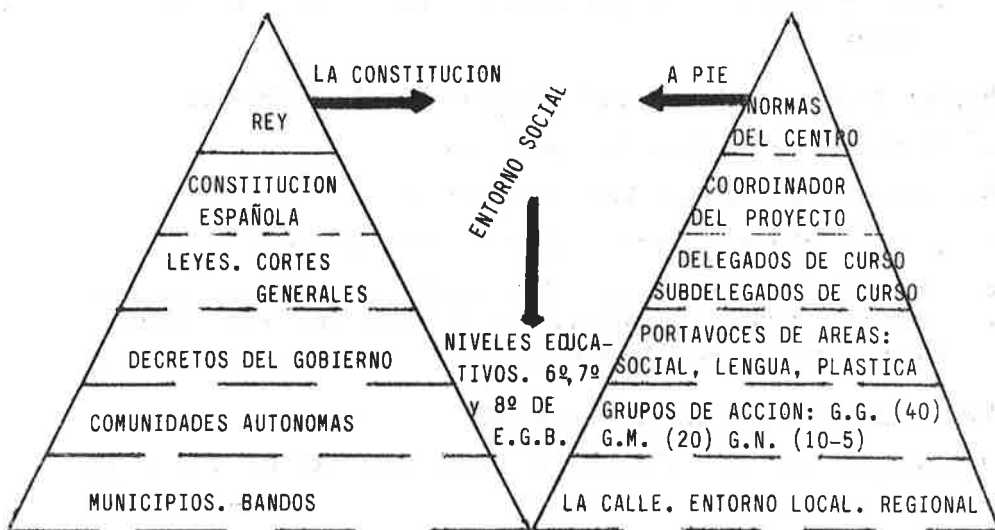 LA CONSTITUCION
REY
CONSTITUCION
ESPAÑOLA
LEYES. CORTES
GENERALES
DECRETOS DEL GOBIERNO
COMUNIDADES AUTONOMAS
MUNICIPIOS. BANDOS
ENTORNO SOCIAL
NIVELES EDUCA-
TIVOS. 6º, 7º
y 8º DE
E.G.B.
A PIE
NORMAS
DEL CENTRO
COORDINADOR
DEL PROYECTO
DELEGADOS DE CURSO
SUBDELEGADOS DE CURSO
PORTAVOCES DE AREAS:
SOCIAL, LENGUA, PLASTICA
GRUPOS DE ACCION: G.G. (40)
G.M. (20) G.N. (10-5)
LA CALLE. ENTORNO LOCAL. REGIONAL